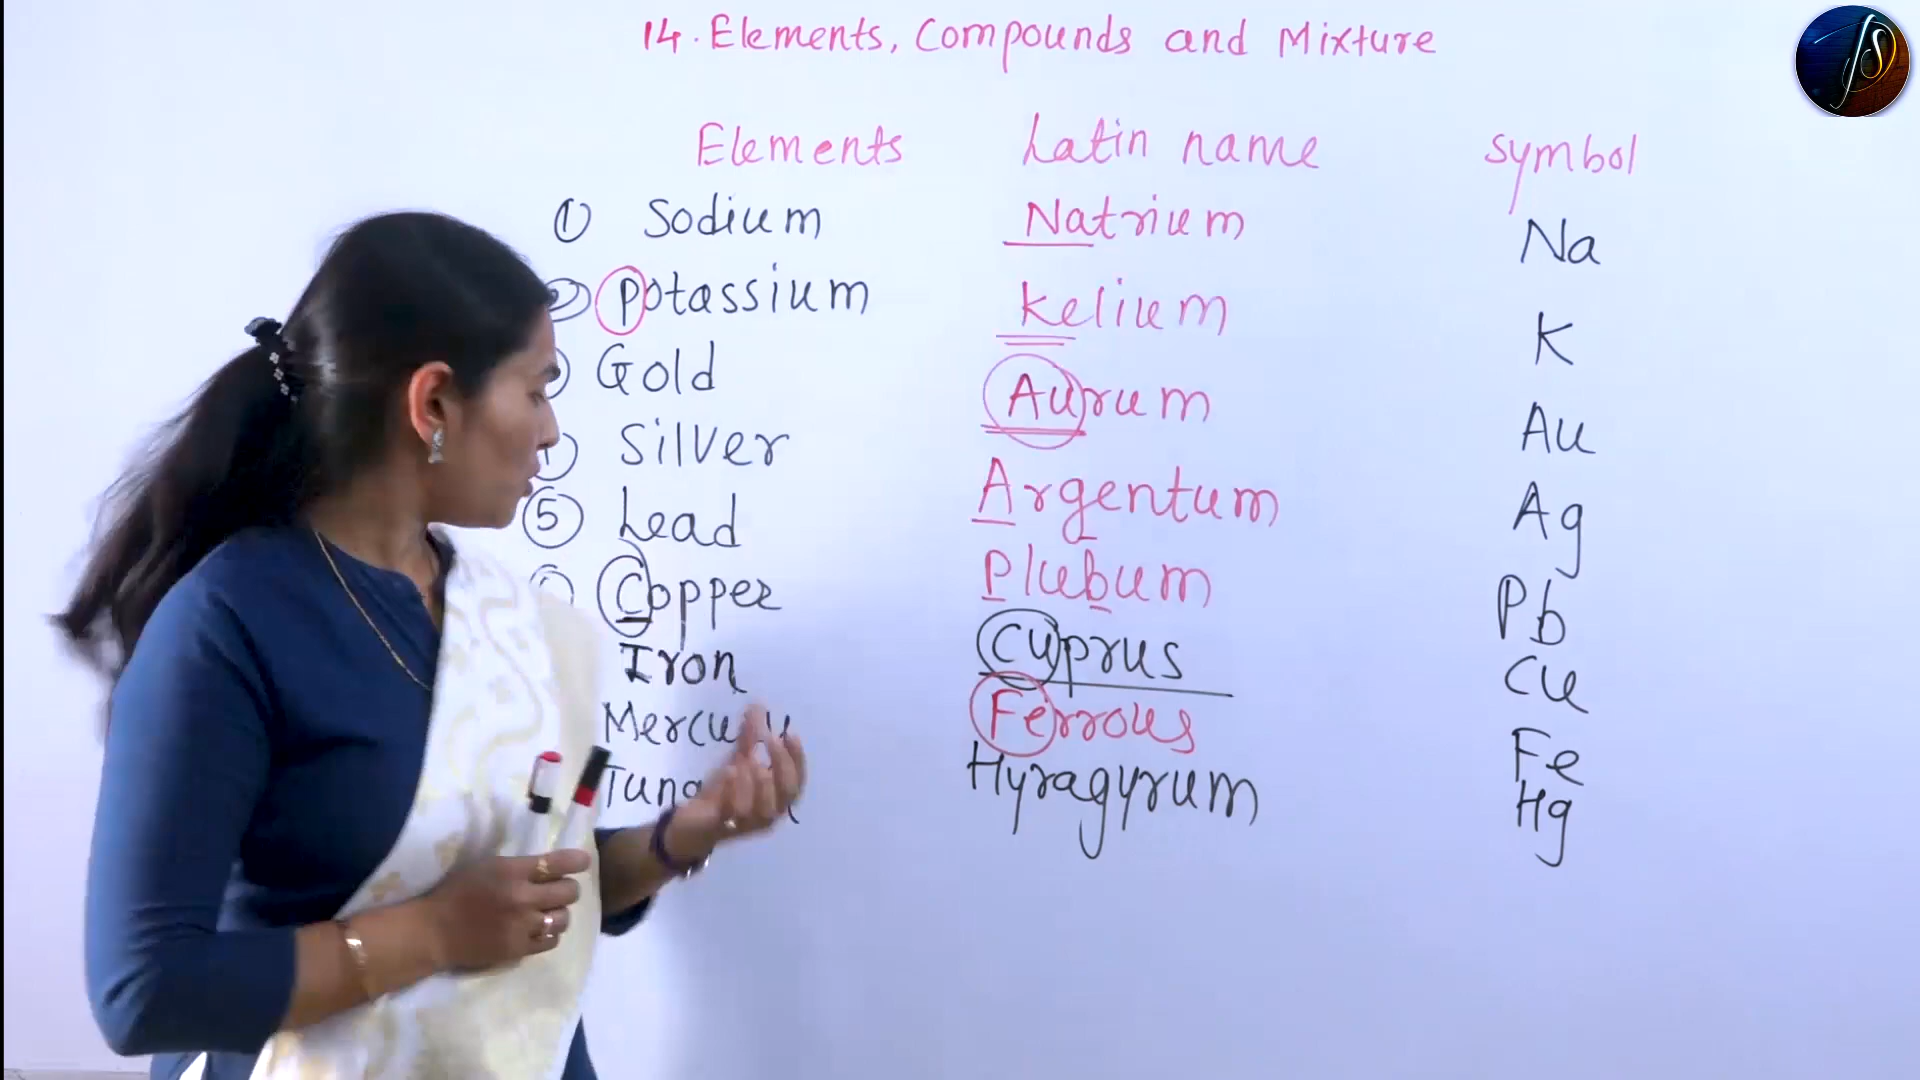 14. Elements, Compounds and Mixture
Elements Latin name Symbol
① Sodium Natrium Na
Potassium Kelium K
Gold Aurum Au
Silver Argentum Ag
⑤ Lead Plubum Pb
Copper Cuprus Cu
Iron Ferrous Fe
Mercury Hyragyrum Hg